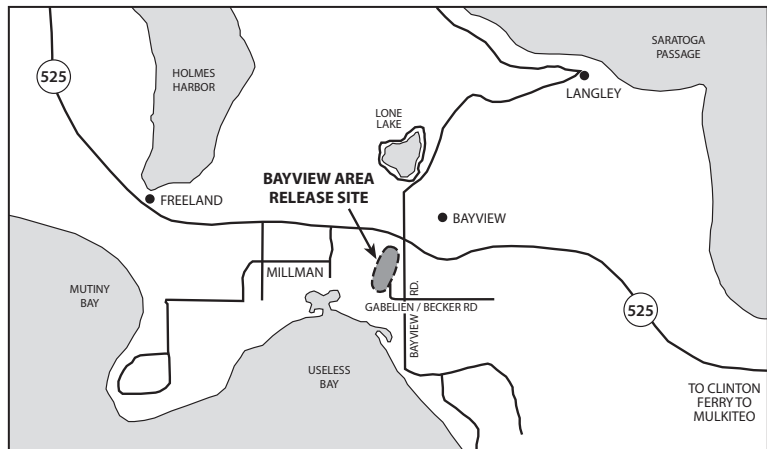 SARATOGA
PASSAGE
525
HOLMES
HARBOR
LANGLEY
LONE
LAKE
BAYVIEW AREA
RELEASE SITE
FREELAND
BAYVIEW
MILLMAN
MUTINY
BAY
BAYVIEW RD.
GABELIEN / BECKER RD
525
USELESS
BAY
TO CLINTON
FERRY TO
MULKITEO